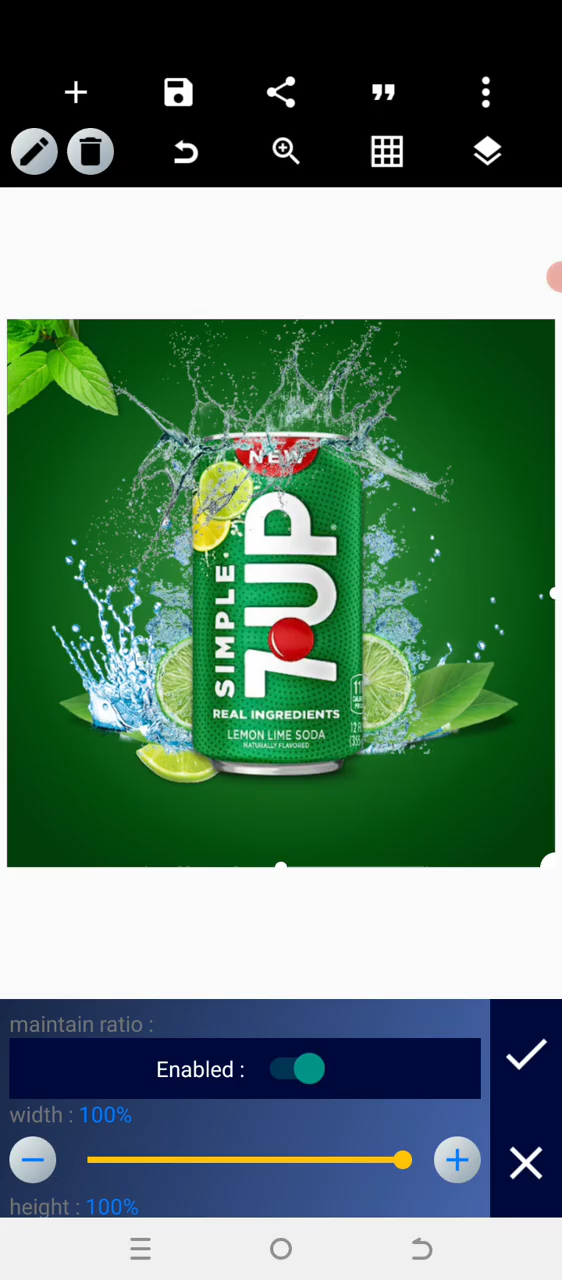 NEW
SIMPLE
7UP
REAL INGREDIENTS
LEMON LIME SODA
NATURALLY FLAVORED
maintain ratio :
Enabled :
width : 100%
height : 100%